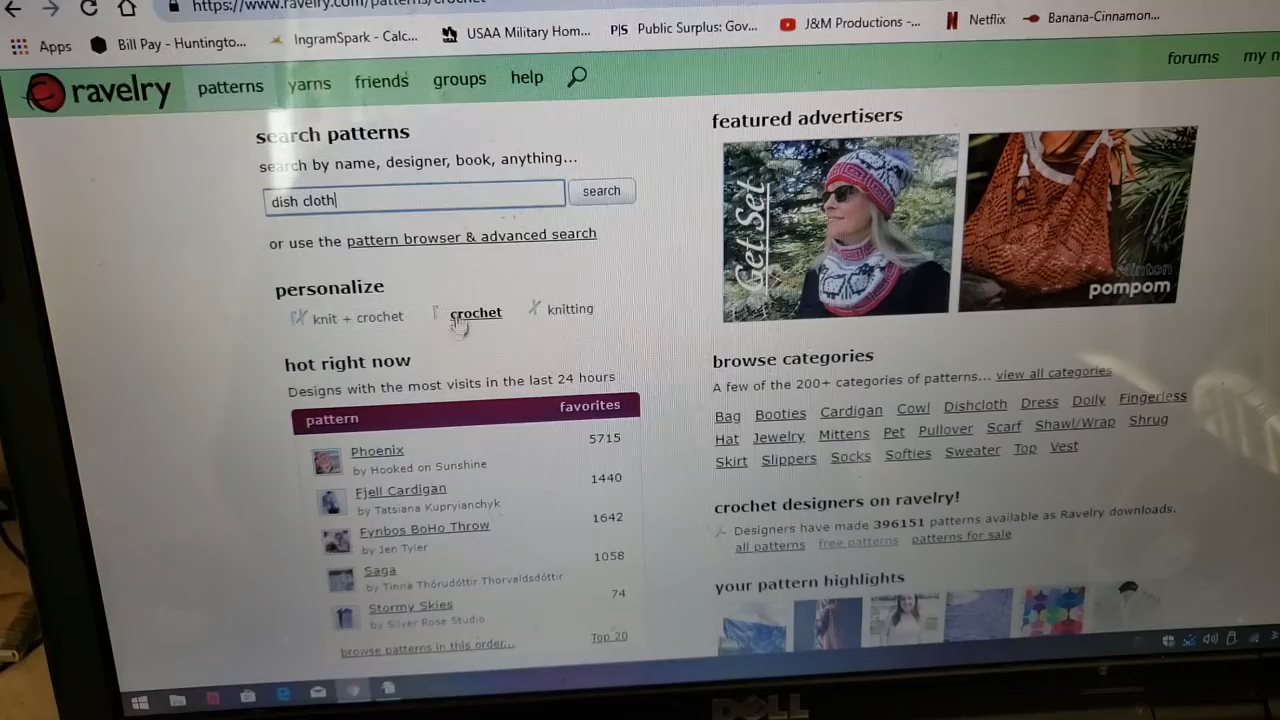 https://www.ravelry.com/patterns/crochet
Apps
Bill Pay - Huntingto...
IngramSpark - Calc...
USAA Military Hom...
P|S Public Surplus: Gov...
J&M Productions -...
Netflix
Banana-Cinnamon...
ravelry
patterns
yarns
friends
groups
help
forums
my n
search patterns
search by name, designer, book, anything...
dish cloth
search
or use the pattern browser & advanced search
personalize
knit + crochet
crochet
knitting
hot right now
Designs with the most visits in the last 24 hours
pattern favorites
Phoenix 5715
by Hooked on Sunshine
Fjell Cardigan 1440
by Tatsiana Kupryianchyk
Fynbos BoHo Throw 1642
by Jen Tyler
Saga 1058
by Tinna Thórudóttir Thorvaldsdóttir
Stormy Skies 74
by Silver Rose Studio
browse patterns in this order... Top 20
featured advertisers
Get Set
pompom
browse categories
A few of the 200+ categories of patterns... view all categories
Bag Booties Cardigan Cowl Dishcloth Dress Doily Fingerless
Hat Jewelry Mittens Pet Pullover Scarf Shawl/Wrap Shrug
Skirt Slippers Socks Softies Sweater Top Vest
crochet designers on ravelry!
Designers have made 396151 patterns available as Ravelry downloads.
all patterns free patterns patterns for sale
your pattern highlights
DELL